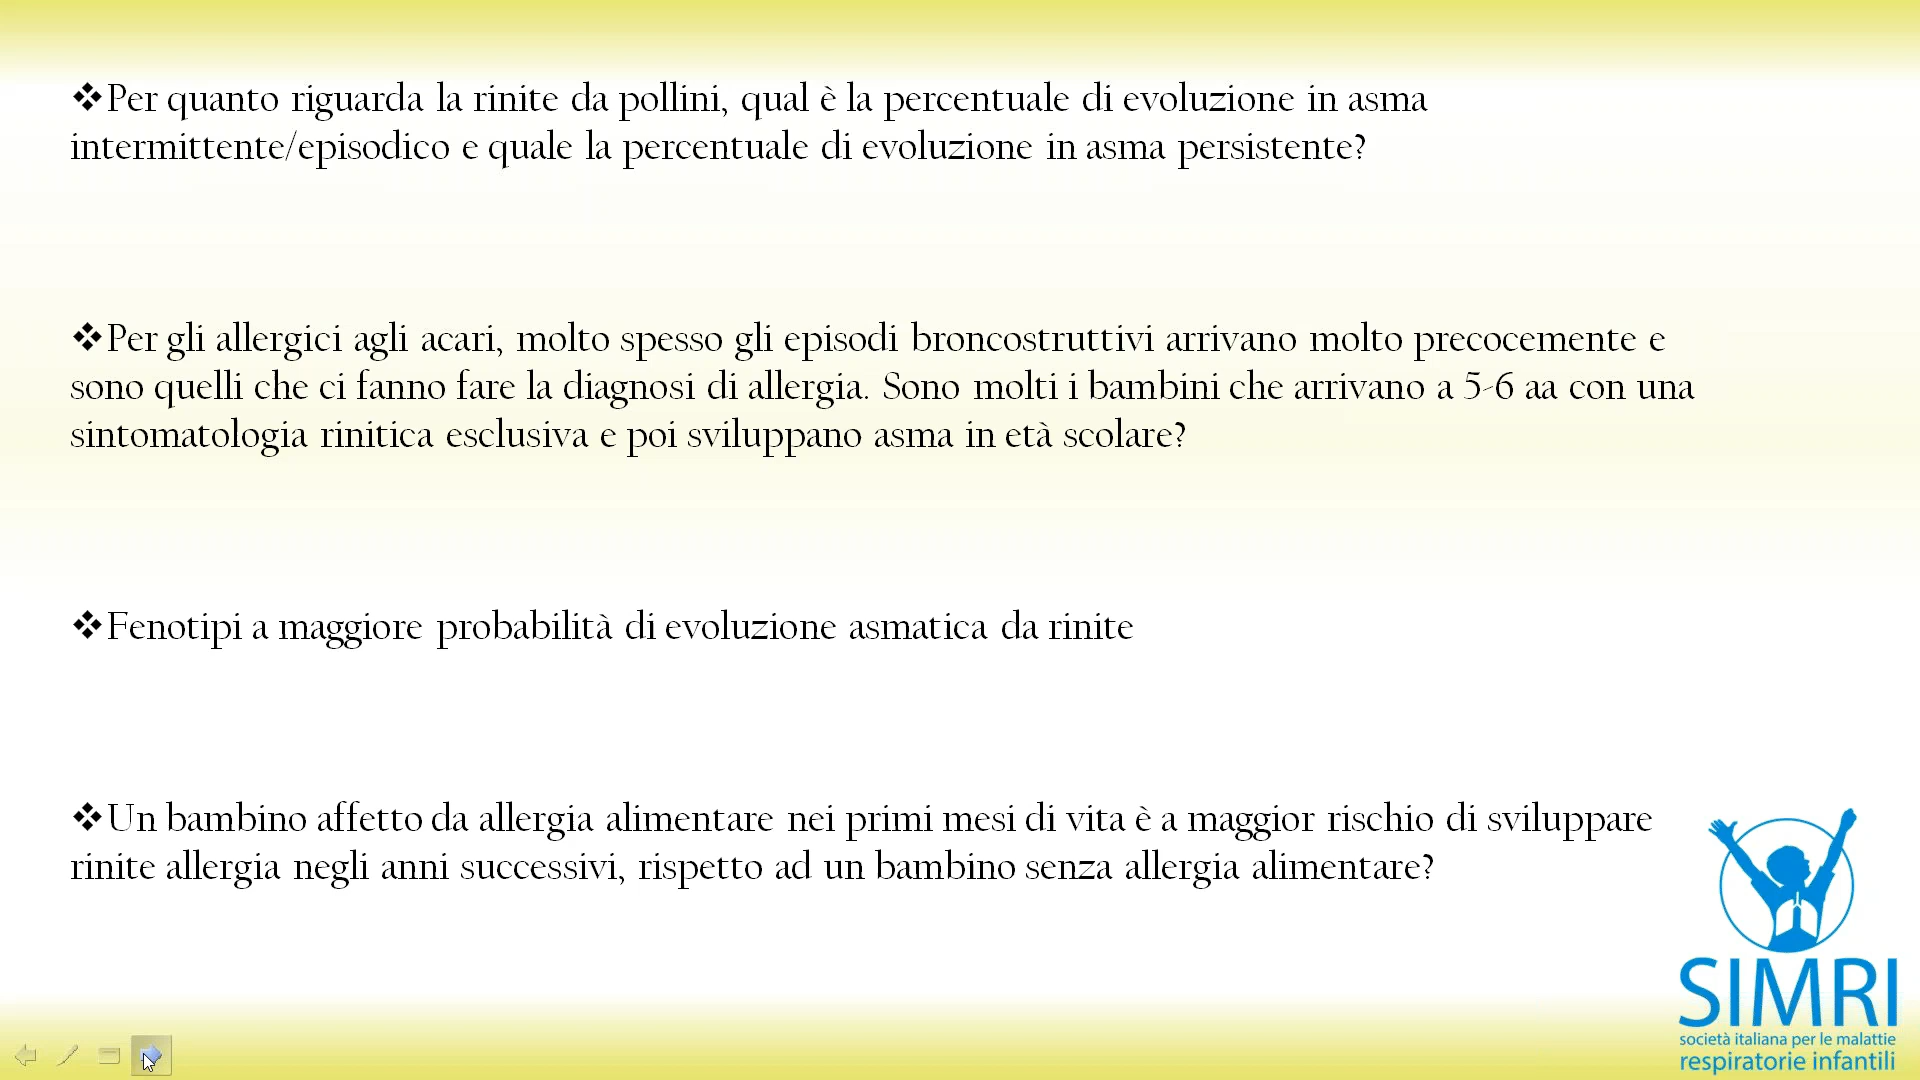 ❖Per quanto riguarda la rinite da pollini, qual è la percentuale di evoluzione in asma
intermittente/episodico e quale la percentuale di evoluzione in asma persistente?
❖Per gli allergici agli acari, molto spesso gli episodi broncostruttivi arrivano molto precocemente e
sono quelli che ci fanno fare la diagnosi di allergia. Sono molti i bambini che arrivano a 5-6 aa con una
sintomatologia rinitica esclusiva e poi sviluppano asma in età scolare?
❖Fenotipi a maggiore probabilità di evoluzione asmatica da rinite
❖Un bambino affetto da allergia alimentare nei primi mesi di vita è a maggior rischio di sviluppare
rinite allergia negli anni successivi, rispetto ad un bambino senza allergia alimentare?
SIMRI
società italiana per le malattie
respiratorie infantili